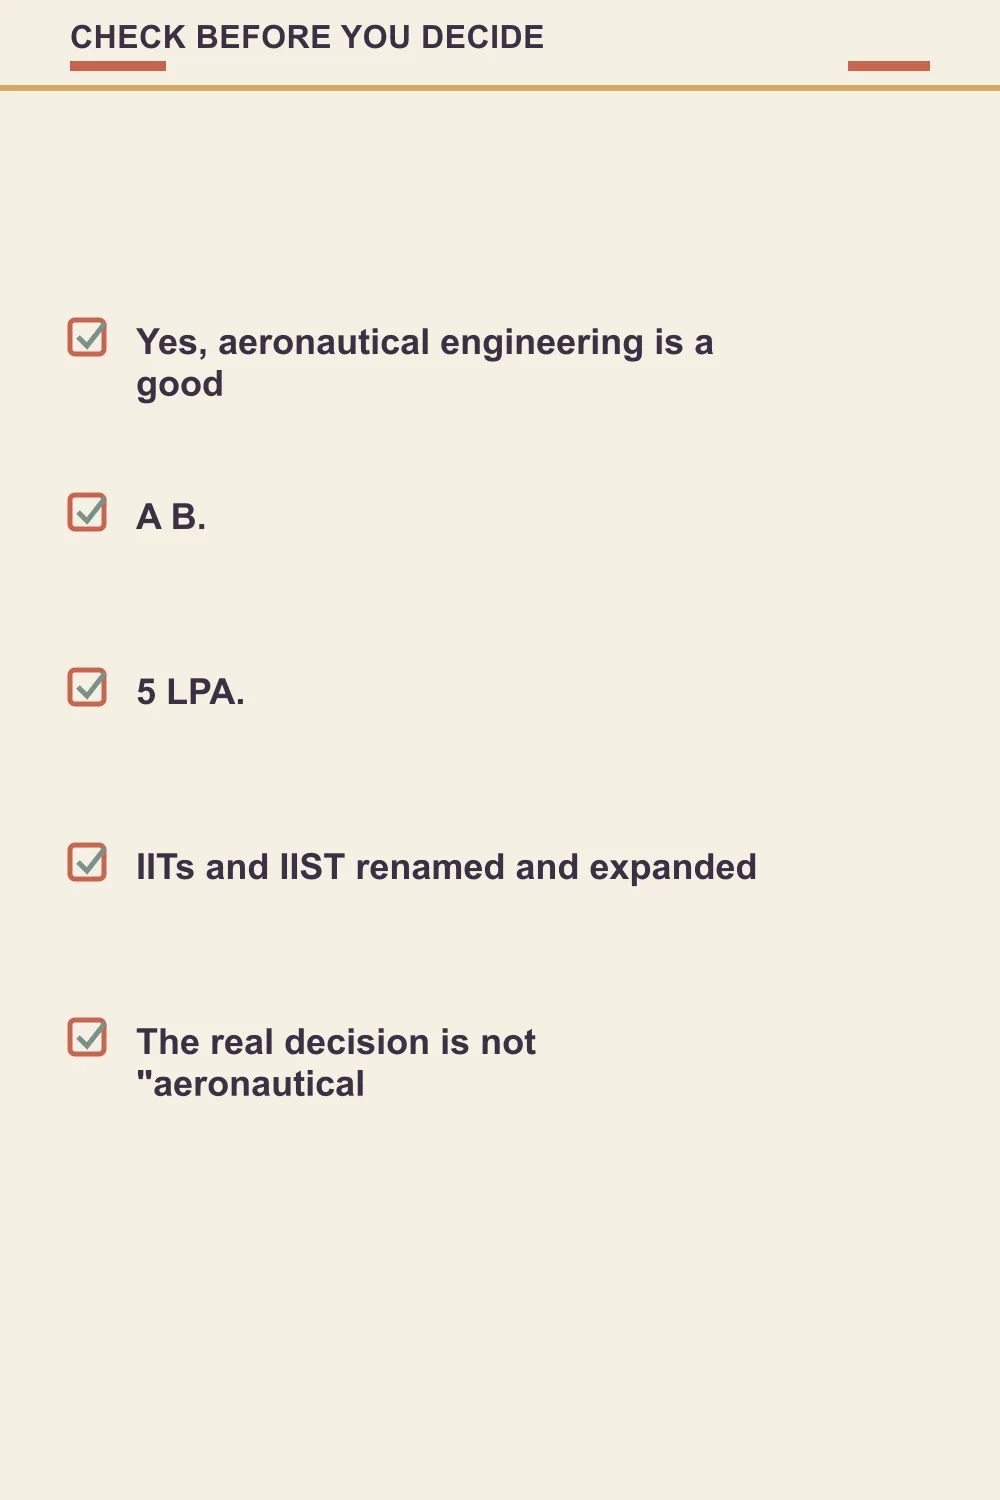 CHECK BEFORE YOU DECIDE
Yes, aeronautical engineering is a
good
A B.
5 LPA.
IITs and IIST renamed and expanded
The real decision is not
"aeronautical